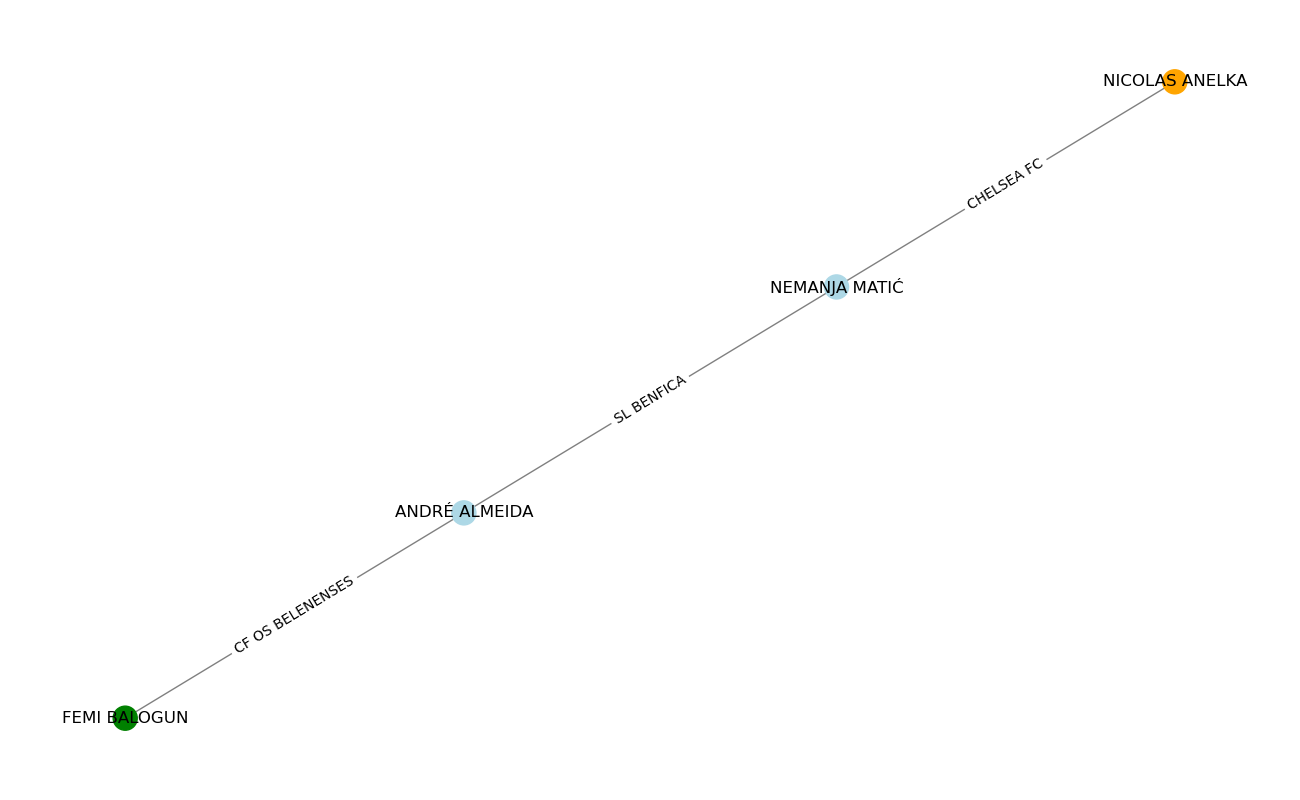 NICOLAS ANELKA
CHELSEA FC
NEMANJA MATIĆ
SL BENFICA
ANDRÉ ALMEIDA
CF OS BELENENSES
FEMI BALOGUN